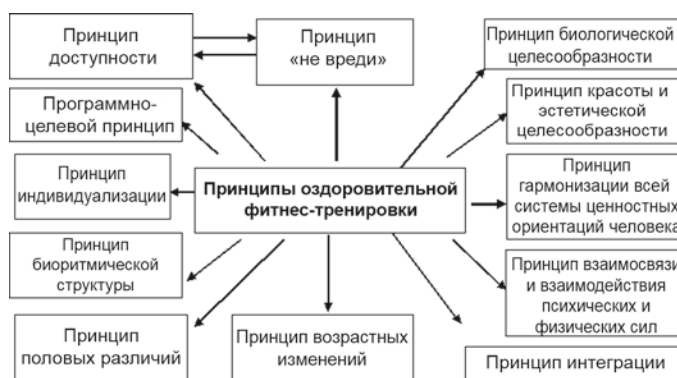 Принцип
доступности
Принцип
«не вреди»
Принцип биологической
целесообразности
Программно-
целевой принцип
Принцип красоты и
эстетической
целесообразности
Принцип
индивидуализации
Принципы оздоровительной
фитнес-тренировки
Принцип
гармонизации всей
системы ценностных
ориентаций человека
Принцип
биоритмической
структуры
Принцип взаимосвязи
и взаимодействия
психических и
физических сил
Принцип
половых различий
Принцип возрастных
изменений
Принцип интеграции